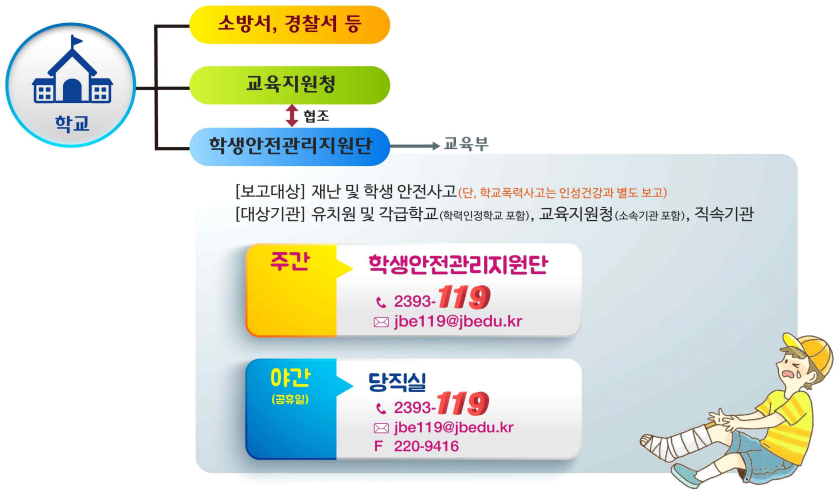 소방서, 경찰서 등
학교
교육지원청
협조
학생안전관리지원단
교육부
[보고대상] 재난 및 학생 안전사고(단, 학교폭력사고는 인성건강과 별도 보고)
[대상기관] 유치원 및 각급학교(학력인정학교 포함), 교육지원청(소속기관 포함), 직속기관
주간
학생안전관리지원단
2393-119
jbe119@jbedu.kr
야간
(공휴일)
당직실
2393-119
jbe119@jbedu.kr
F 220-9416